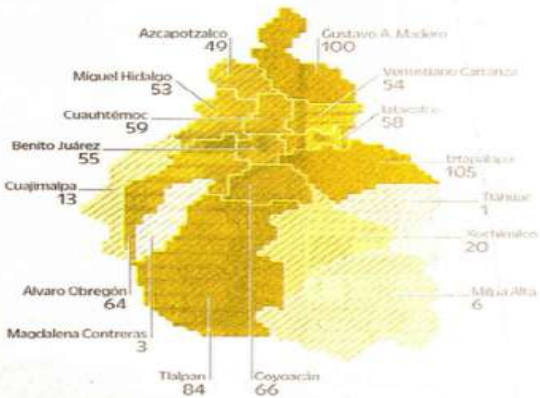 Azcapotzalco
49
Gustavo A. Madero
100
Miguel Hidalgo
53
Venustiano Carranza
54
Cuauhtémoc
59
Iztacalco
58
Benito Juárez
55
Iztapalapa
105
Cuajimalpa
13
Tláhuac
1
Xochimilco
20
Álvaro Obregón
64
Milpa Alta
6
Magdalena Contreras
3
Tlalpan
84
Coyoacán
66